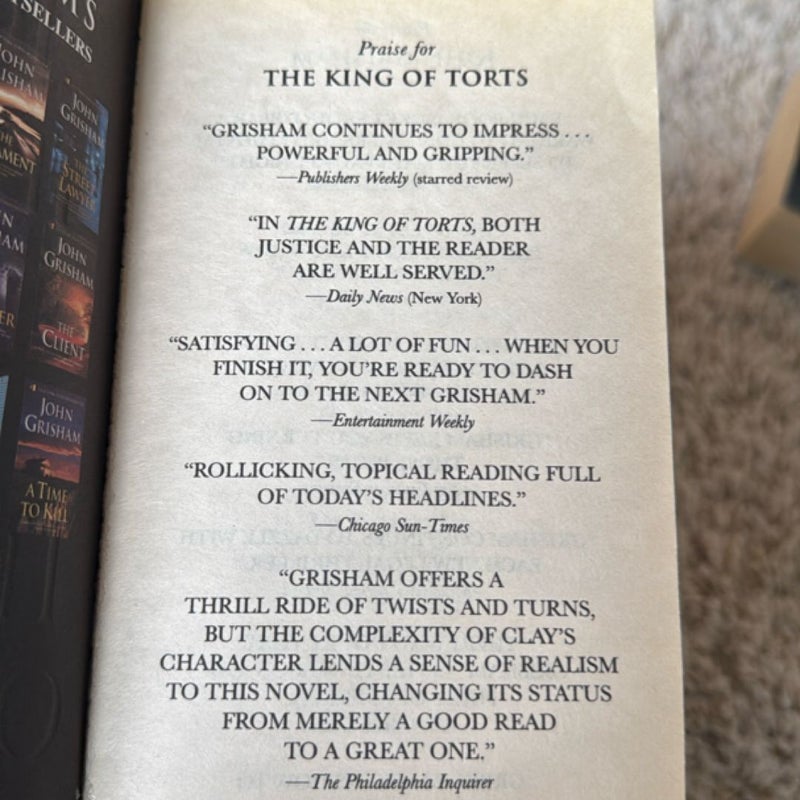 SELLERS
JOHN
GRISHAM
THE
STREET
LAWYER
JOHN
GRISHAM
THE
CLIENT
JOHN
GRISHAM
A TIME
TO KILL
Praise for
THE KING OF TORTS
“GRISHAM CONTINUES TO IMPRESS . . .
POWERFUL AND GRIPPING.”
—Publishers Weekly (starred review)
“IN THE KING OF TORTS, BOTH
JUSTICE AND THE READER
ARE WELL SERVED.”
—Daily News (New York)
“SATISFYING . . . A LOT OF FUN . . . WHEN YOU
FINISH IT, YOU’RE READY TO DASH
ON TO THE NEXT GRISHAM.”
—Entertainment Weekly
“ROLLICKING, TOPICAL READING FULL
OF TODAY’S HEADLINES.”
—Chicago Sun-Times
“GRISHAM OFFERS A
THRILL RIDE OF TWISTS AND TURNS,
BUT THE COMPLEXITY OF CLAY’S
CHARACTER LENDS A SENSE OF REALISM
TO THIS NOVEL, CHANGING ITS STATUS
FROM MERELY A GOOD READ
TO A GREAT ONE.”
—The Philadelphia Inquirer